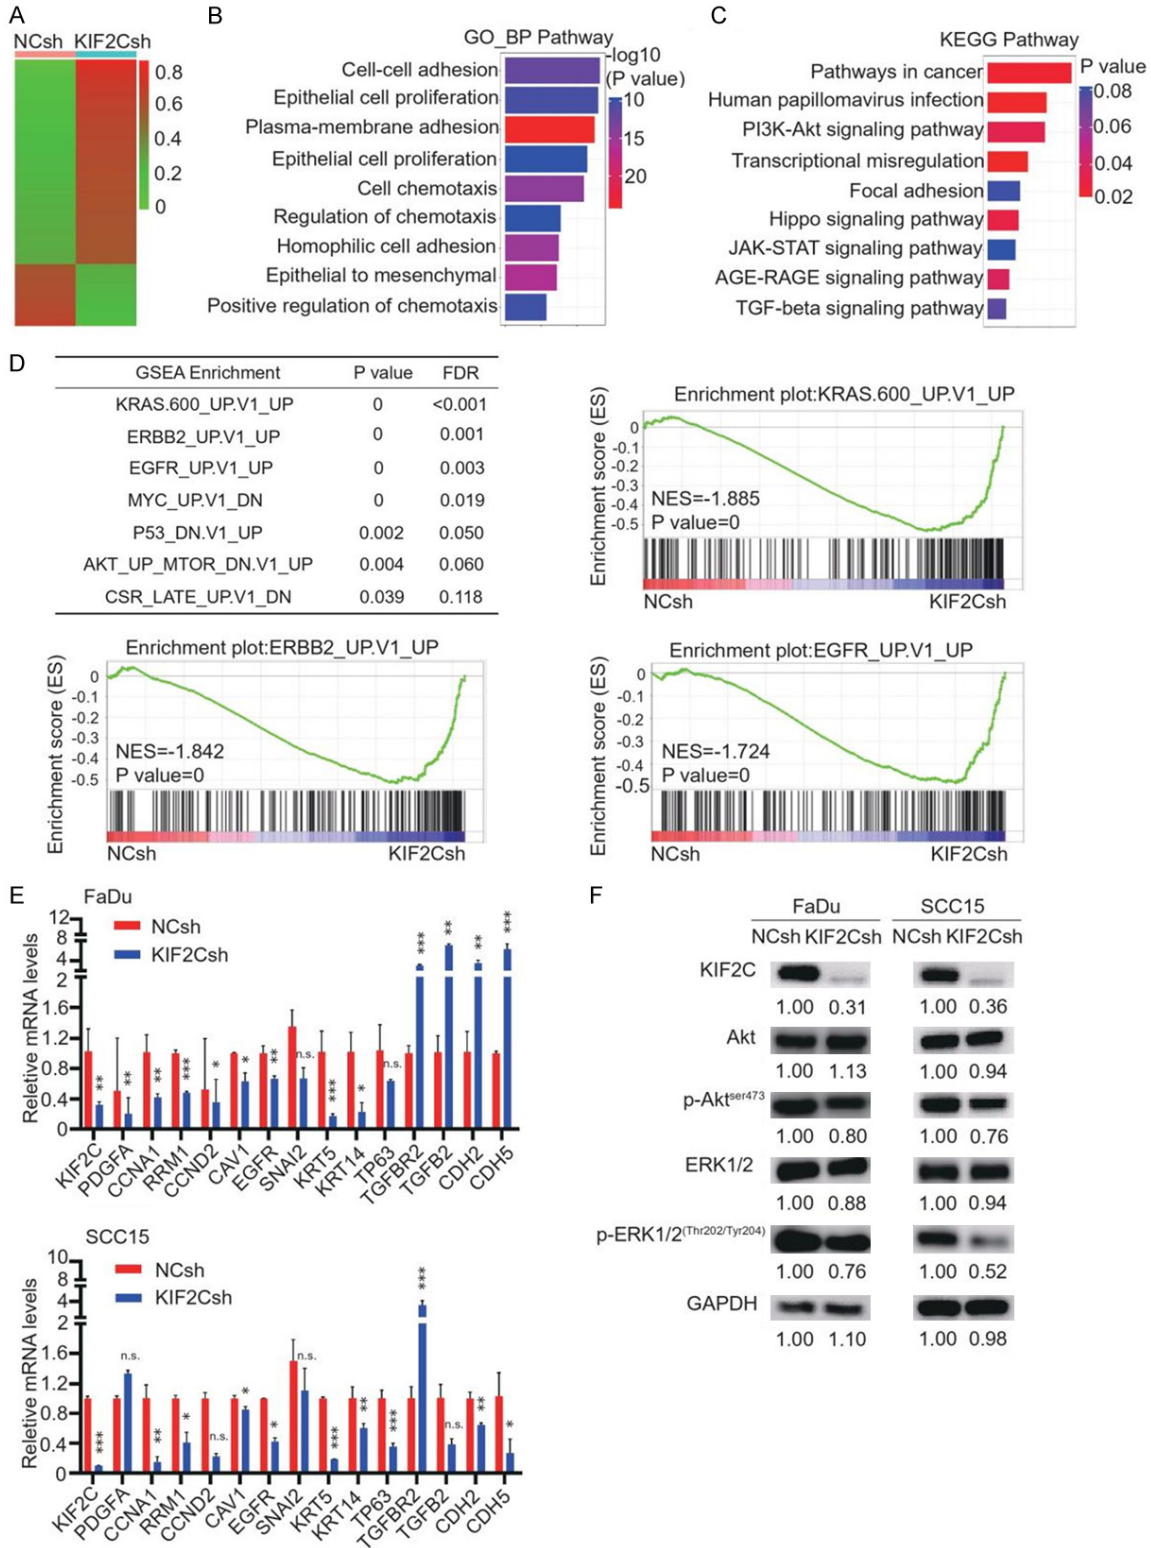 A
NCsh KIF2Csh
0.8
0.6
0.4
0.2
0
B
GO_BP Pathway
Cell-cell adhesion
Epithelial cell proliferation
Plasma-membrane adhesion
Epithelial cell proliferation
Cell chemotaxis
Regulation of chemotaxis
Homophilic cell adhesion
Epithelial to mesenchymal
Positive regulation of chemotaxis
-log10
(P value)
10
15
20
C
KEGG Pathway
Pathways in cancer
Human papillomavirus infection
PI3K-Akt signaling pathway
Transcriptional misregulation
Focal adhesion
Hippo signaling pathway
JAK-STAT signaling pathway
AGE-RAGE signaling pathway
TGF-beta signaling pathway
P value
0.08
0.06
0.04
0.02
D
GSEA Enrichment P value FDR
KRAS.600_UP.V1_UP 0 <0.001
ERBB2_UP.V1_UP 0 0.001
EGFR_UP.V1_UP 0 0.003
MYC_UP.V1_DN 0 0.019
P53_DN.V1_UP 0.002 0.050
AKT_UP_MTOR_DN.V1_UP 0.004 0.060
CSR_LATE_UP.V1_DN 0.039 0.118
Enrichment plot:KRAS.600_UP.V1_UP
Enrichment score (ES)
0
-0.1
-0.2
-0.3
-0.4
-0.5
NES=-1.885
P value=0
NCsh KIF2Csh
Enrichment plot:ERBB2_UP.V1_UP
Enrichment score (ES)
0
-0.1
-0.2
-0.3
-0.4
-0.5
NES=-1.842
P value=0
NCsh KIF2Csh
Enrichment plot:EGFR_UP.V1_UP
Enrichment score (ES)
0
-0.1
-0.2
-0.3
-0.4
-0.5
NES=-1.724
P value=0
NCsh KIF2Csh
E
FaDu
NCsh
KIF2Csh
Reletive mRNA levels
12
8
4
2
1.6
1.2
0.8
0.4
0
** ** ** *** * * ** n.s. *** * n.s. *** ** ** ***
KIF2C PDGFA CCNA1 RRM1 CCND2 CAV1 EGFR SNAI2 KRT5 KRT14 TP63 TGFBR2 TGFB2 CDH2 CDH5
SCC15
NCsh
KIF2Csh
Reletive mRNA levels
10
8
4
2
1.6
1.2
0.8
0.4
0
*** n.s. ** * n.s. * * n.s. *** ** *** *** n.s. ** *
KIF2C PDGFA CCNA1 RRM1 CCND2 CAV1 EGFR SNAI2 KRT5 KRT14 TP63 TGFBR2 TGFB2 CDH2 CDH5
F
FaDu SCC15
NCsh KIF2Csh NCsh KIF2Csh
KIF2C
1.00 0.31 1.00 0.36
Akt
1.00 1.13 1.00 0.94
p-Aktser473
1.00 0.80 1.00 0.76
ERK1/2
1.00 0.88 1.00 0.94
p-ERK1/2(Thr202/Tyr204)
1.00 0.76 1.00 0.52
GAPDH
1.00 1.10 1.00 0.98